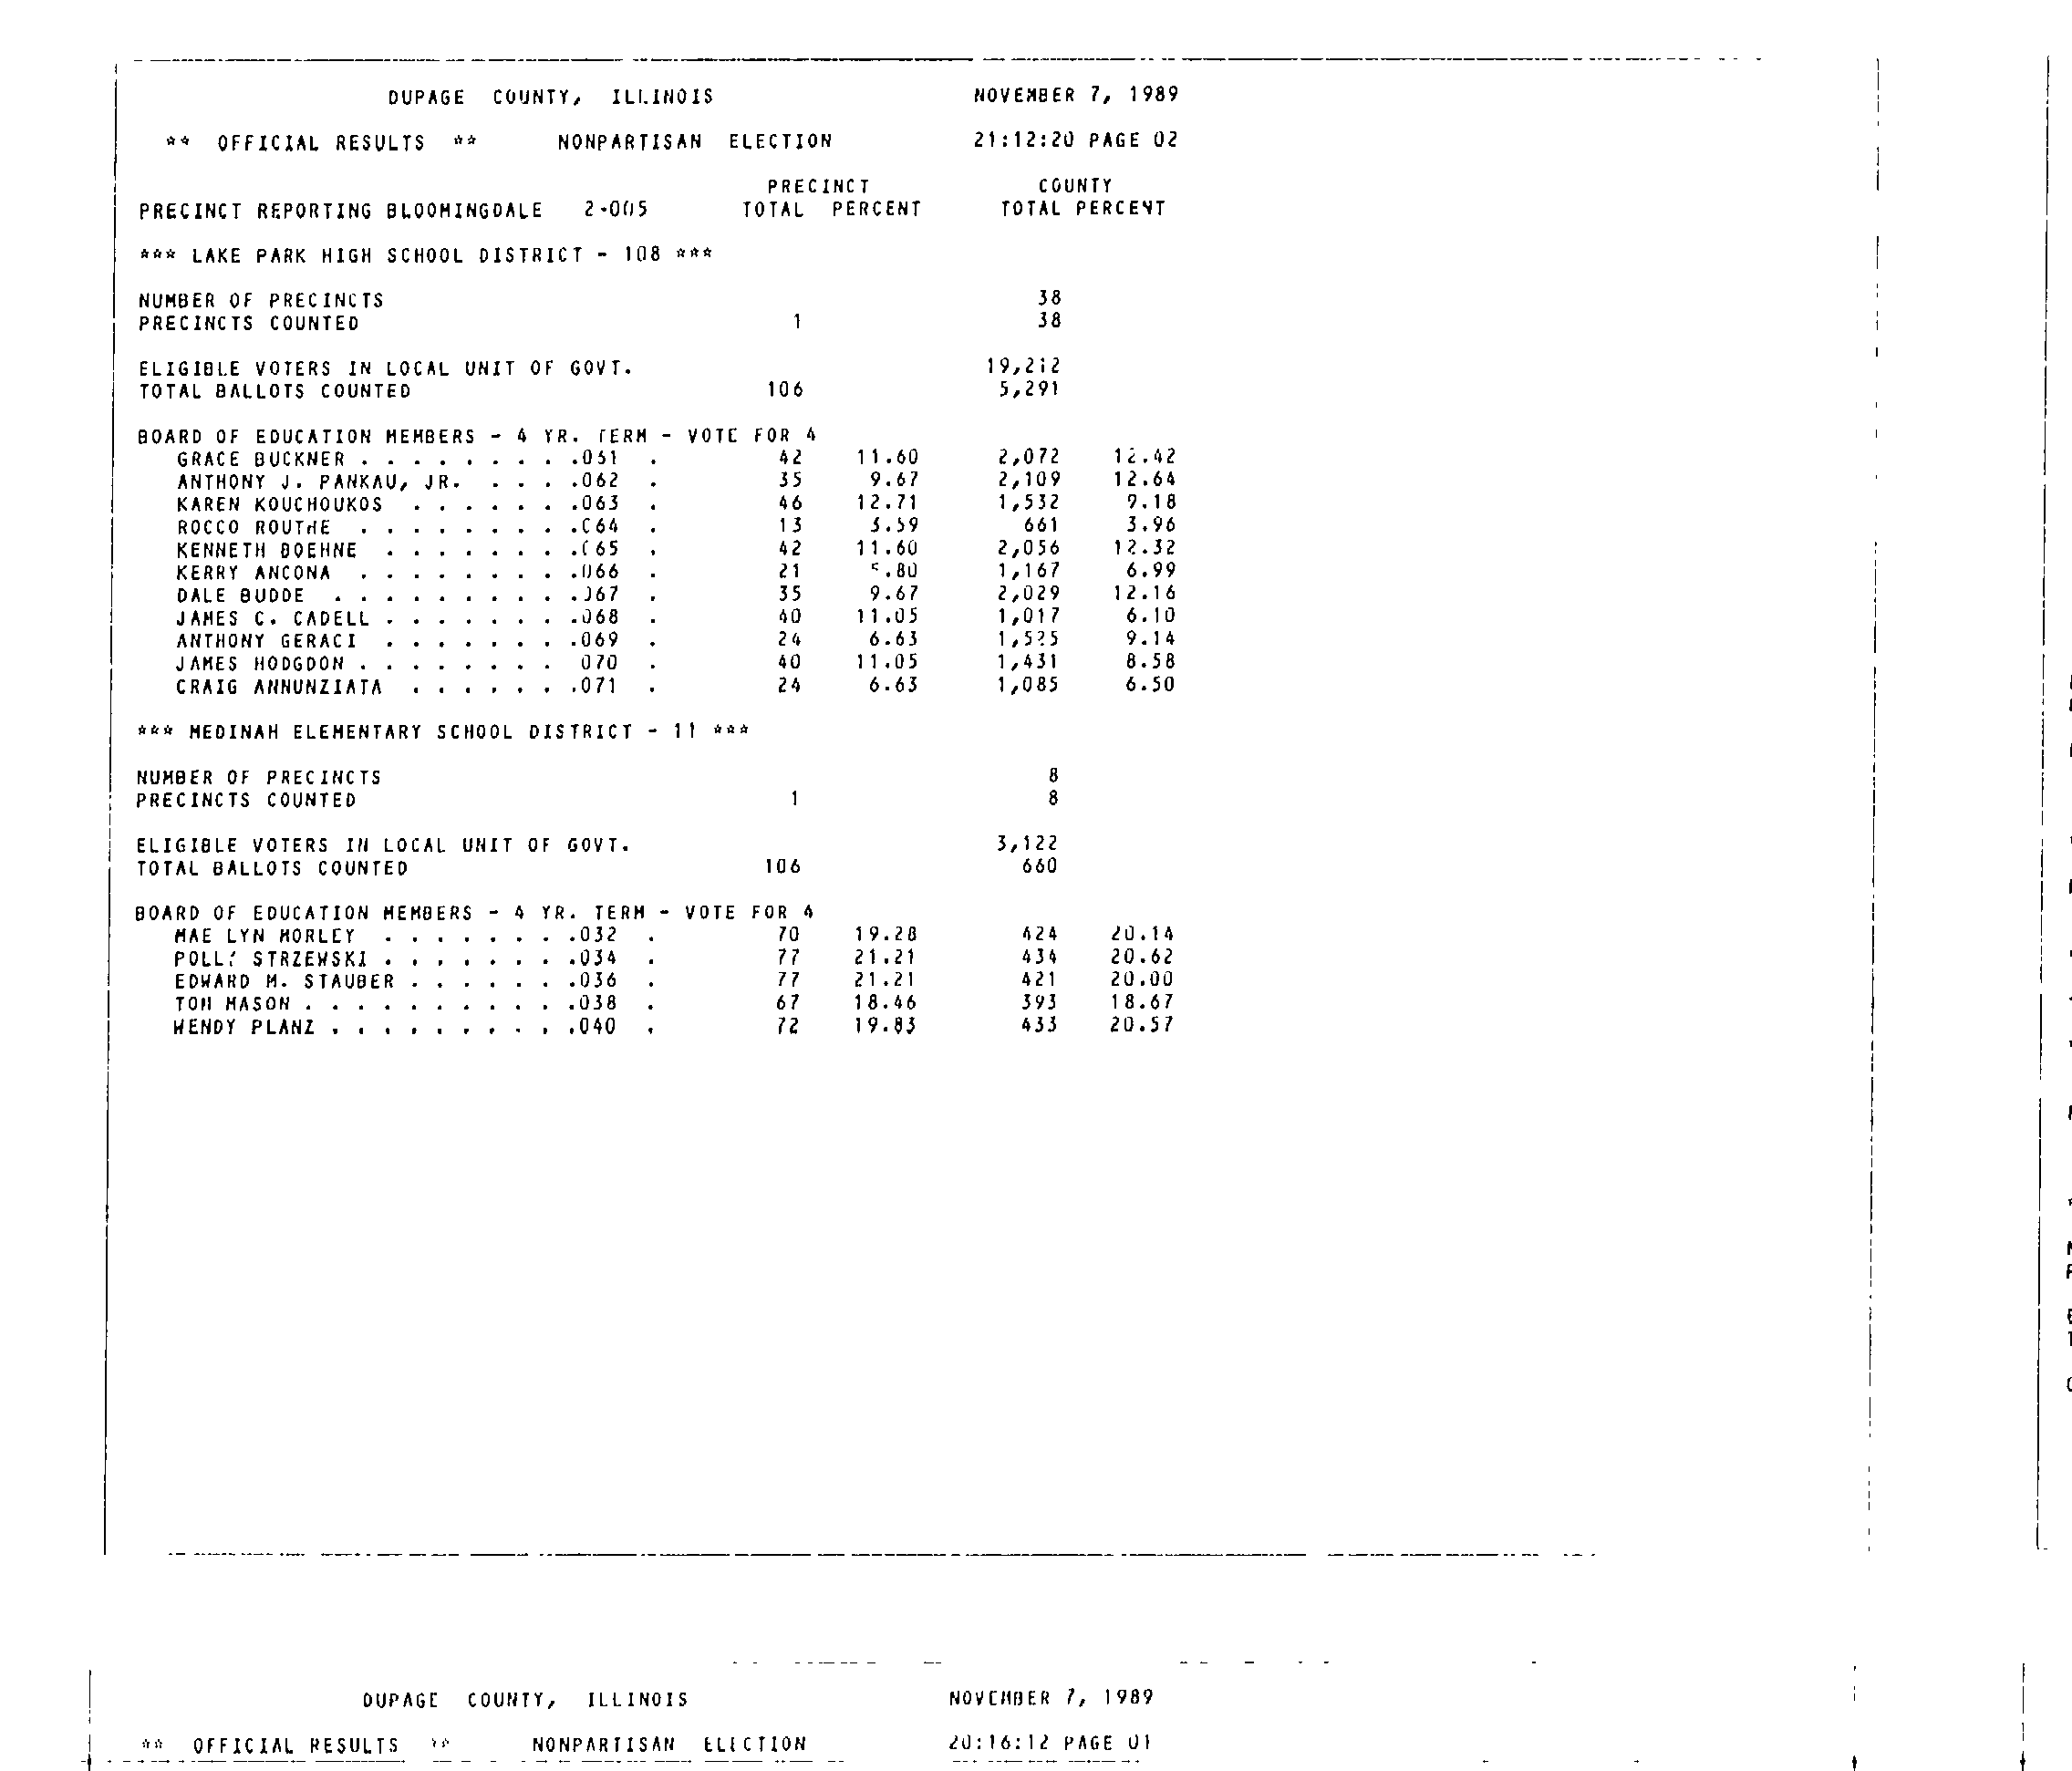 DUPAGE COUNTY, ILLINOIS NOVEMBER 7, 1989
** OFFICIAL RESULTS ** NONPARTISAN ELECTION 21:12:20 PAGE 02
PRECINCT COUNTY
PRECINCT REPORTING BLOOMINGDALE 2-005 TOTAL PERCENT TOTAL PERCENT
*** LAKE PARK HIGH SCHOOL DISTRICT - 108 ***
NUMBER OF PRECINCTS 38
PRECINCTS COUNTED 1 38
ELIGIBLE VOTERS IN LOCAL UNIT OF GOVT. 19,212
TOTAL BALLOTS COUNTED 106 5,291
BOARD OF EDUCATION MEMBERS - 4 YR. TERM - VOTE FOR 4
GRACE BUCKNER . . . . . . . . .061 . 42 11.60 2,072 12.42
ANTHONY J. PANKAU, JR. . . . .062 . 35 9.67 2,109 12.64
KAREN KOUCHOUKOS . . . . . . .063 . 46 12.71 1,532 9.18
ROCCO ROUTHE . . . . . . . . .064 . 13 3.59 661 3.96
KENNETH BOEHNE . . . . . . . .065 . 42 11.60 2,056 12.32
KERRY ANCONA . . . . . . . . .066 . 21 5.80 1,167 6.99
DALE BUDDE . . . . . . . . . .067 . 35 9.67 2,029 12.16
JAMES C. CADELL . . . . . . . .068 . 40 11.05 1,017 6.10
ANTHONY GERACI . . . . . . . .069 . 24 6.63 1,525 9.14
JAMES HODGDON . . . . . . . . 070 . 40 11.05 1,431 8.58
CRAIG ANNUNZIATA . . . . . . .071 . 24 6.63 1,085 6.50
*** MEDINAH ELEMENTARY SCHOOL DISTRICT - 11 ***
NUMBER OF PRECINCTS 8
PRECINCTS COUNTED 1 8
ELIGIBLE VOTERS IN LOCAL UNIT OF GOVT. 3,122
TOTAL BALLOTS COUNTED 106 660
BOARD OF EDUCATION MEMBERS - 4 YR. TERM - VOTE FOR 4
MAE LYN MORLEY . . . . . . . .032 . 70 19.28 424 20.14
POLLY STRZEWSKI . . . . . . . .034 . 77 21.21 434 20.62
EDWARD M. STAUBER . . . . . . .036 . 77 21.21 421 20.00
TOM MASON . . . . . . . . . . .038 . 67 18.46 393 18.67
WENDY PLANZ . . . . . . . . . .040 . 72 19.83 433 20.57
DUPAGE COUNTY, ILLINOIS NOVEMBER 7, 1989
** OFFICIAL RESULTS ** NONPARTISAN ELECTION 20:16:12 PAGE 01